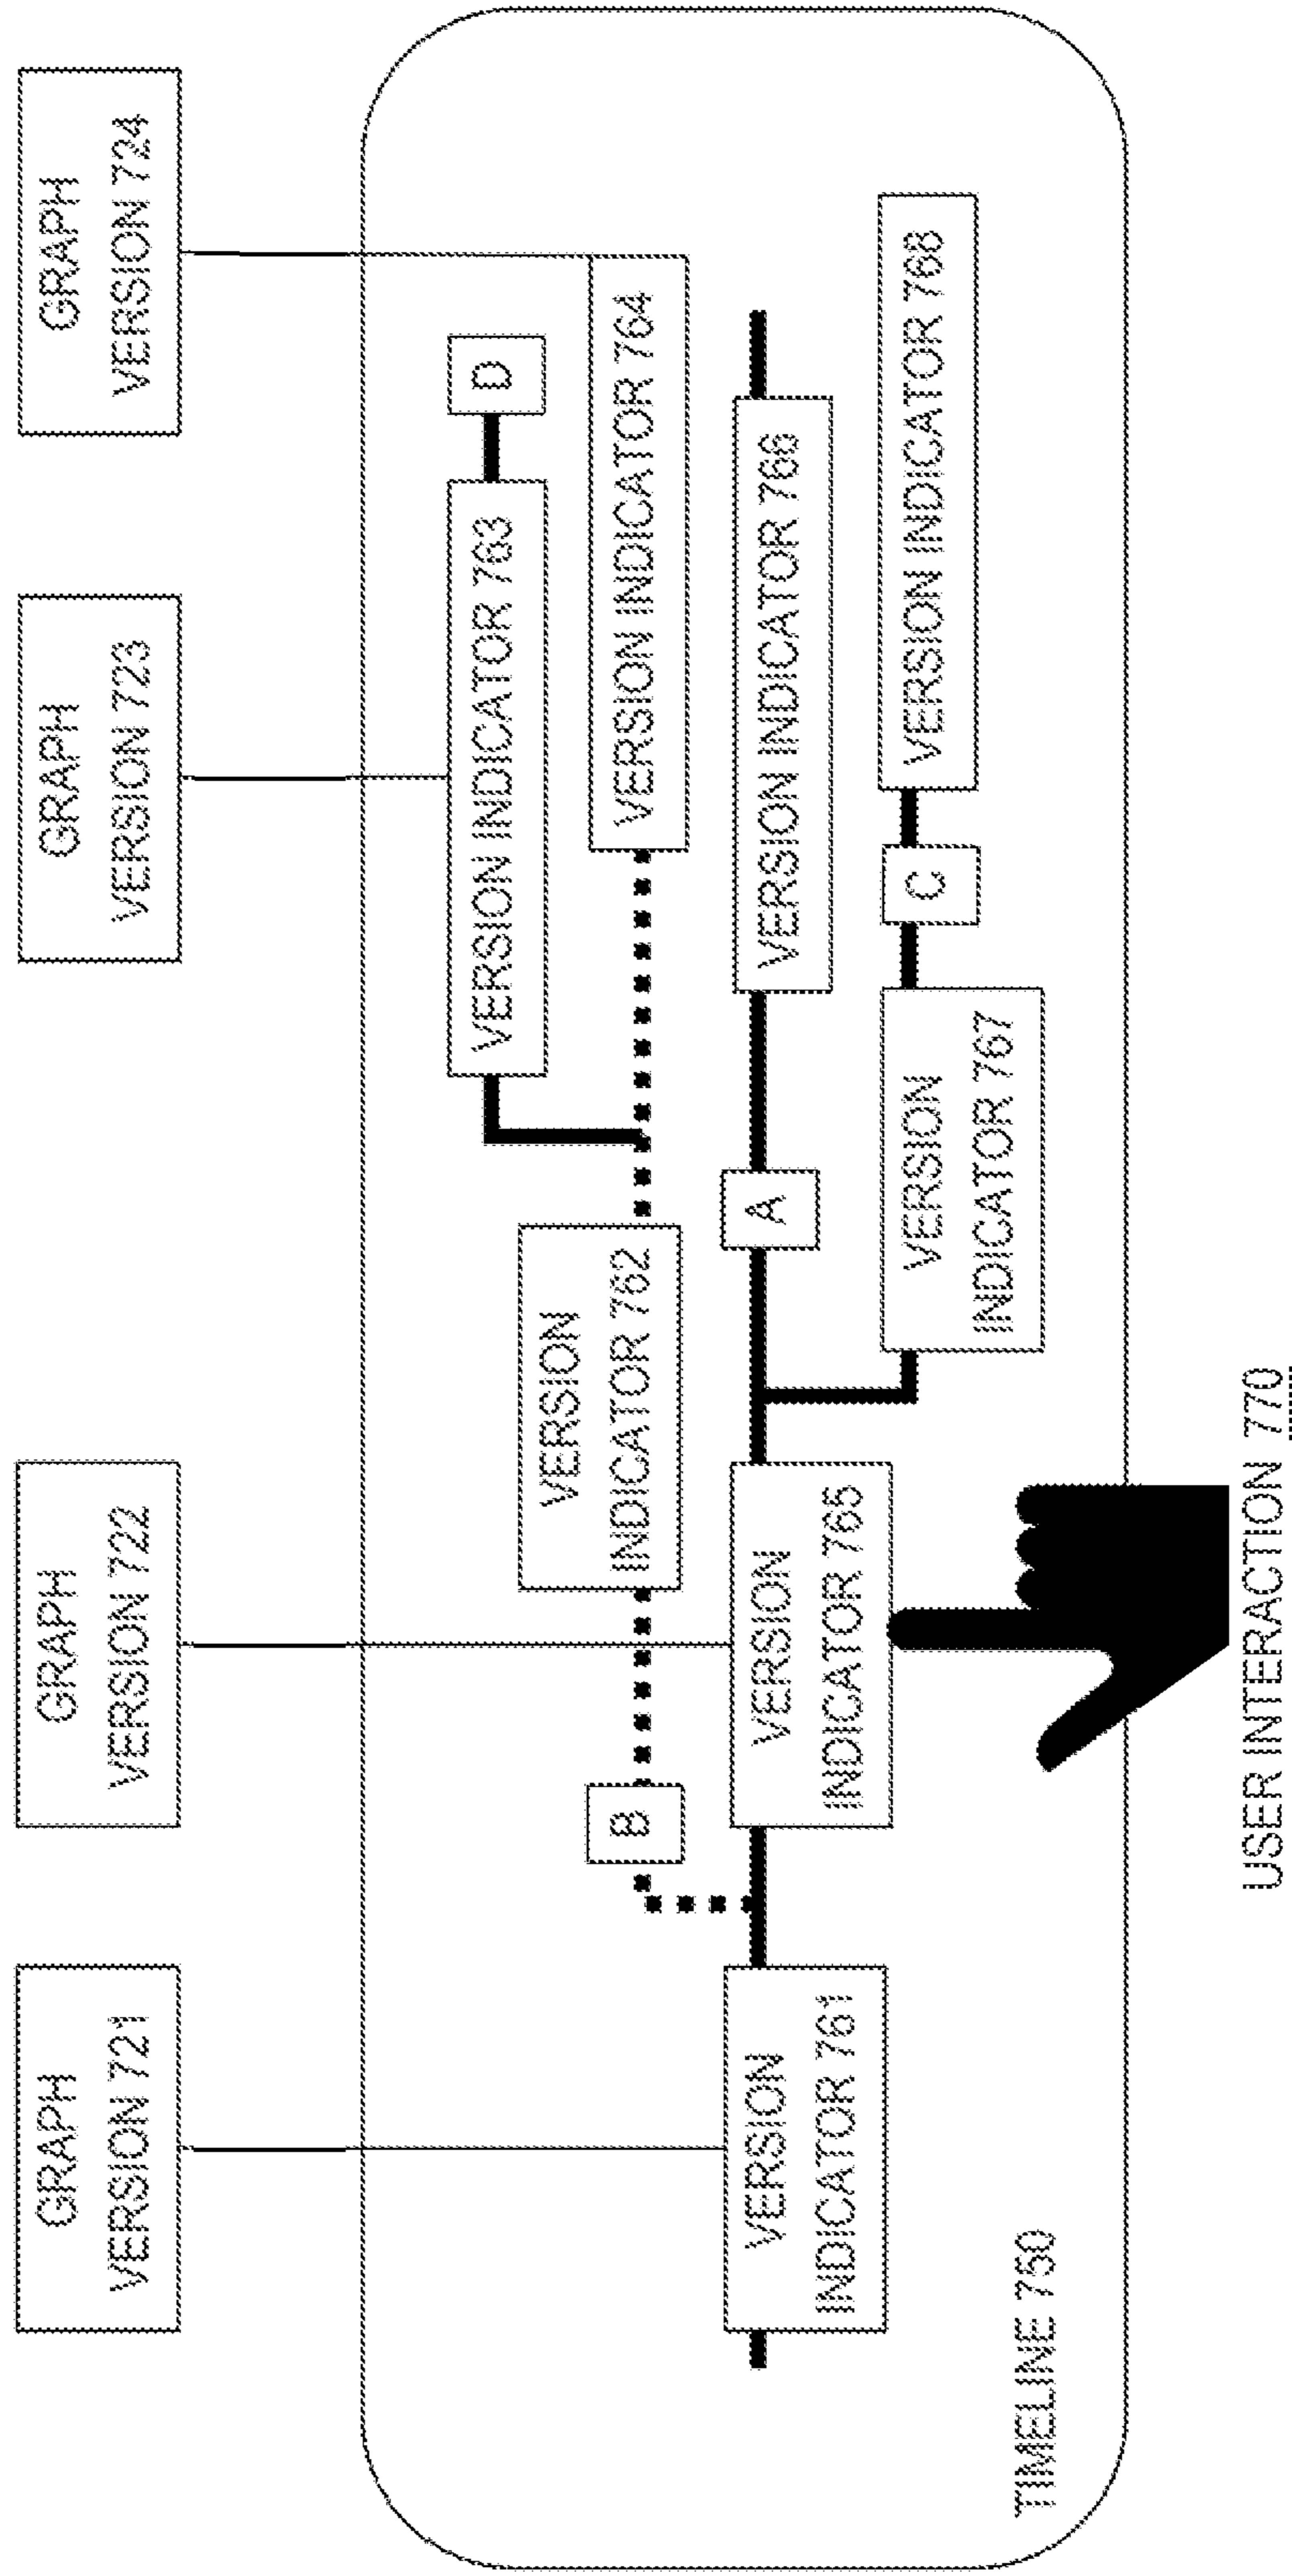 GRAPH
VERSION 721
GRAPH
VERSION 722
GRAPH
VERSION 723
GRAPH
VERSION 724
VERSION INDICATOR 763
D
VERSION
INDICATOR 762
B
VERSION INDICATOR 764
VERSION
INDICATOR 761
VERSION
INDICATOR 765
A
VERSION INDICATOR 766
VERSION
INDICATOR 767
C
VERSION INDICATOR 768
TIMELINE 750
USER INTERACTION 770